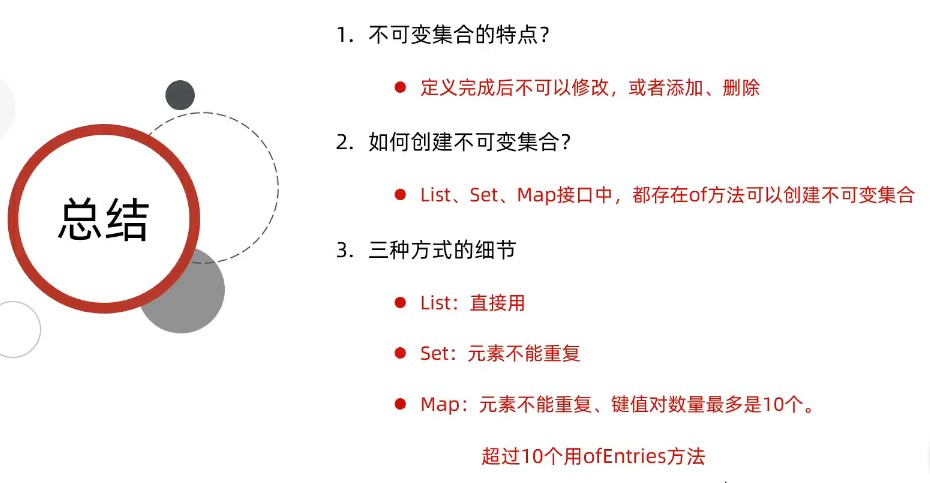 总结
1. 不可变集合的特点？
定义完成后不可以修改，或者添加、删除
2. 如何创建不可变集合？
List、Set、Map接口中，都存在of方法可以创建不可变集合
3. 三种方式的细节
List：直接用
Set：元素不能重复
Map：元素不能重复、键值对数量最多是10个。
超过10个用ofEntries方法